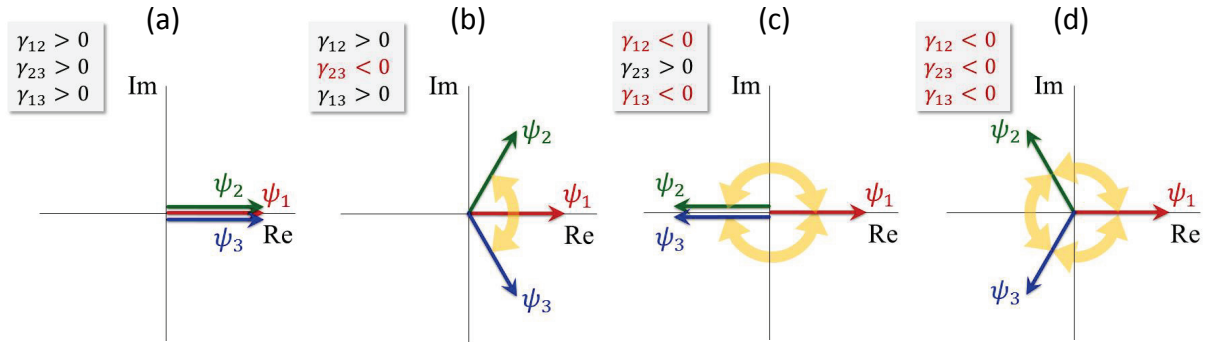 (a)
γ₁₂ > 0
γ₂₃ > 0
γ₁₃ > 0
Im
ψ₂
ψ₁
ψ₃
Re
(b)
γ₁₂ > 0
γ₂₃ < 0
γ₁₃ > 0
Im
ψ₂
ψ₁
Re
ψ₃
(c)
γ₁₂ < 0
γ₂₃ > 0
γ₁₃ < 0
Im
ψ₂
ψ₁
ψ₃
Re
(d)
γ₁₂ < 0
γ₂₃ < 0
γ₁₃ < 0
Im
ψ₂
ψ₁
Re
ψ₃